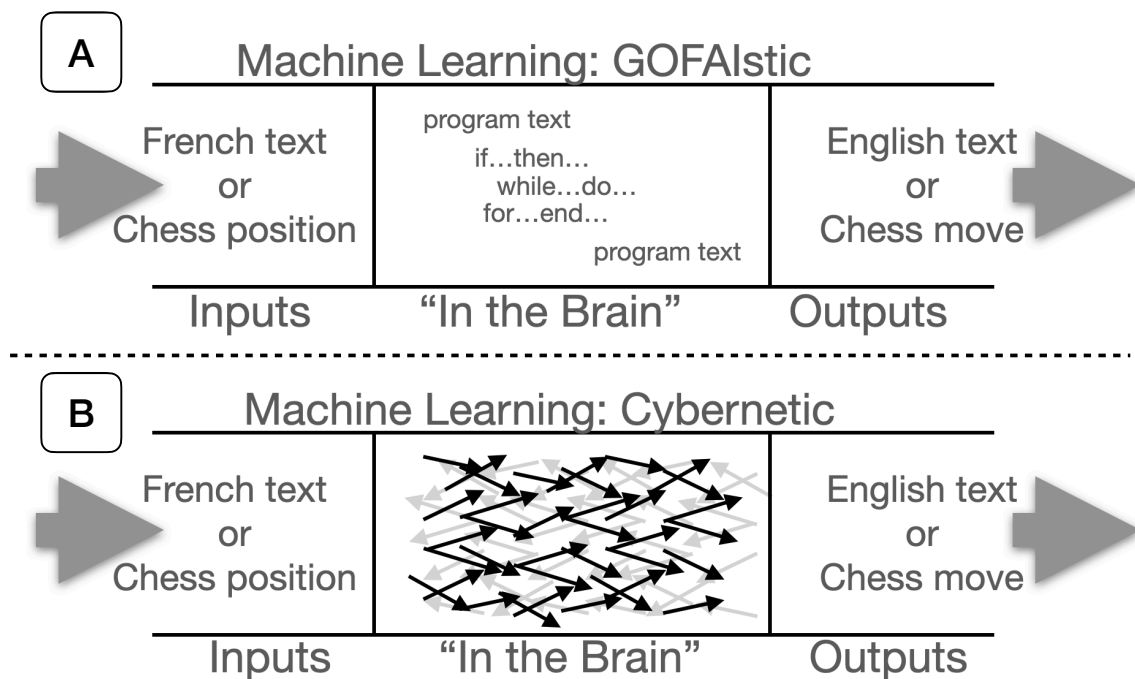 A
Machine Learning: GOFAIstic
French text
or
Chess position
program text
if…then…
while…do…
for…end…
program text
English text
or
Chess move
Inputs
“In the Brain”
Outputs
B
Machine Learning: Cybernetic
French text
or
Chess position
English text
or
Chess move
Inputs
“In the Brain”
Outputs